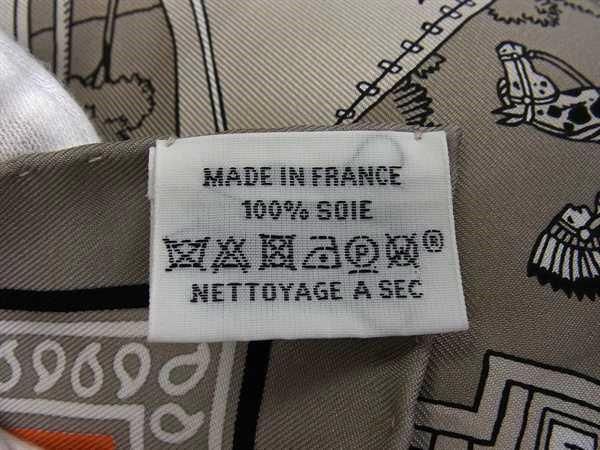 MADE IN FRANCE
100% SOIE
P ®
NETTOYAGE A SEC